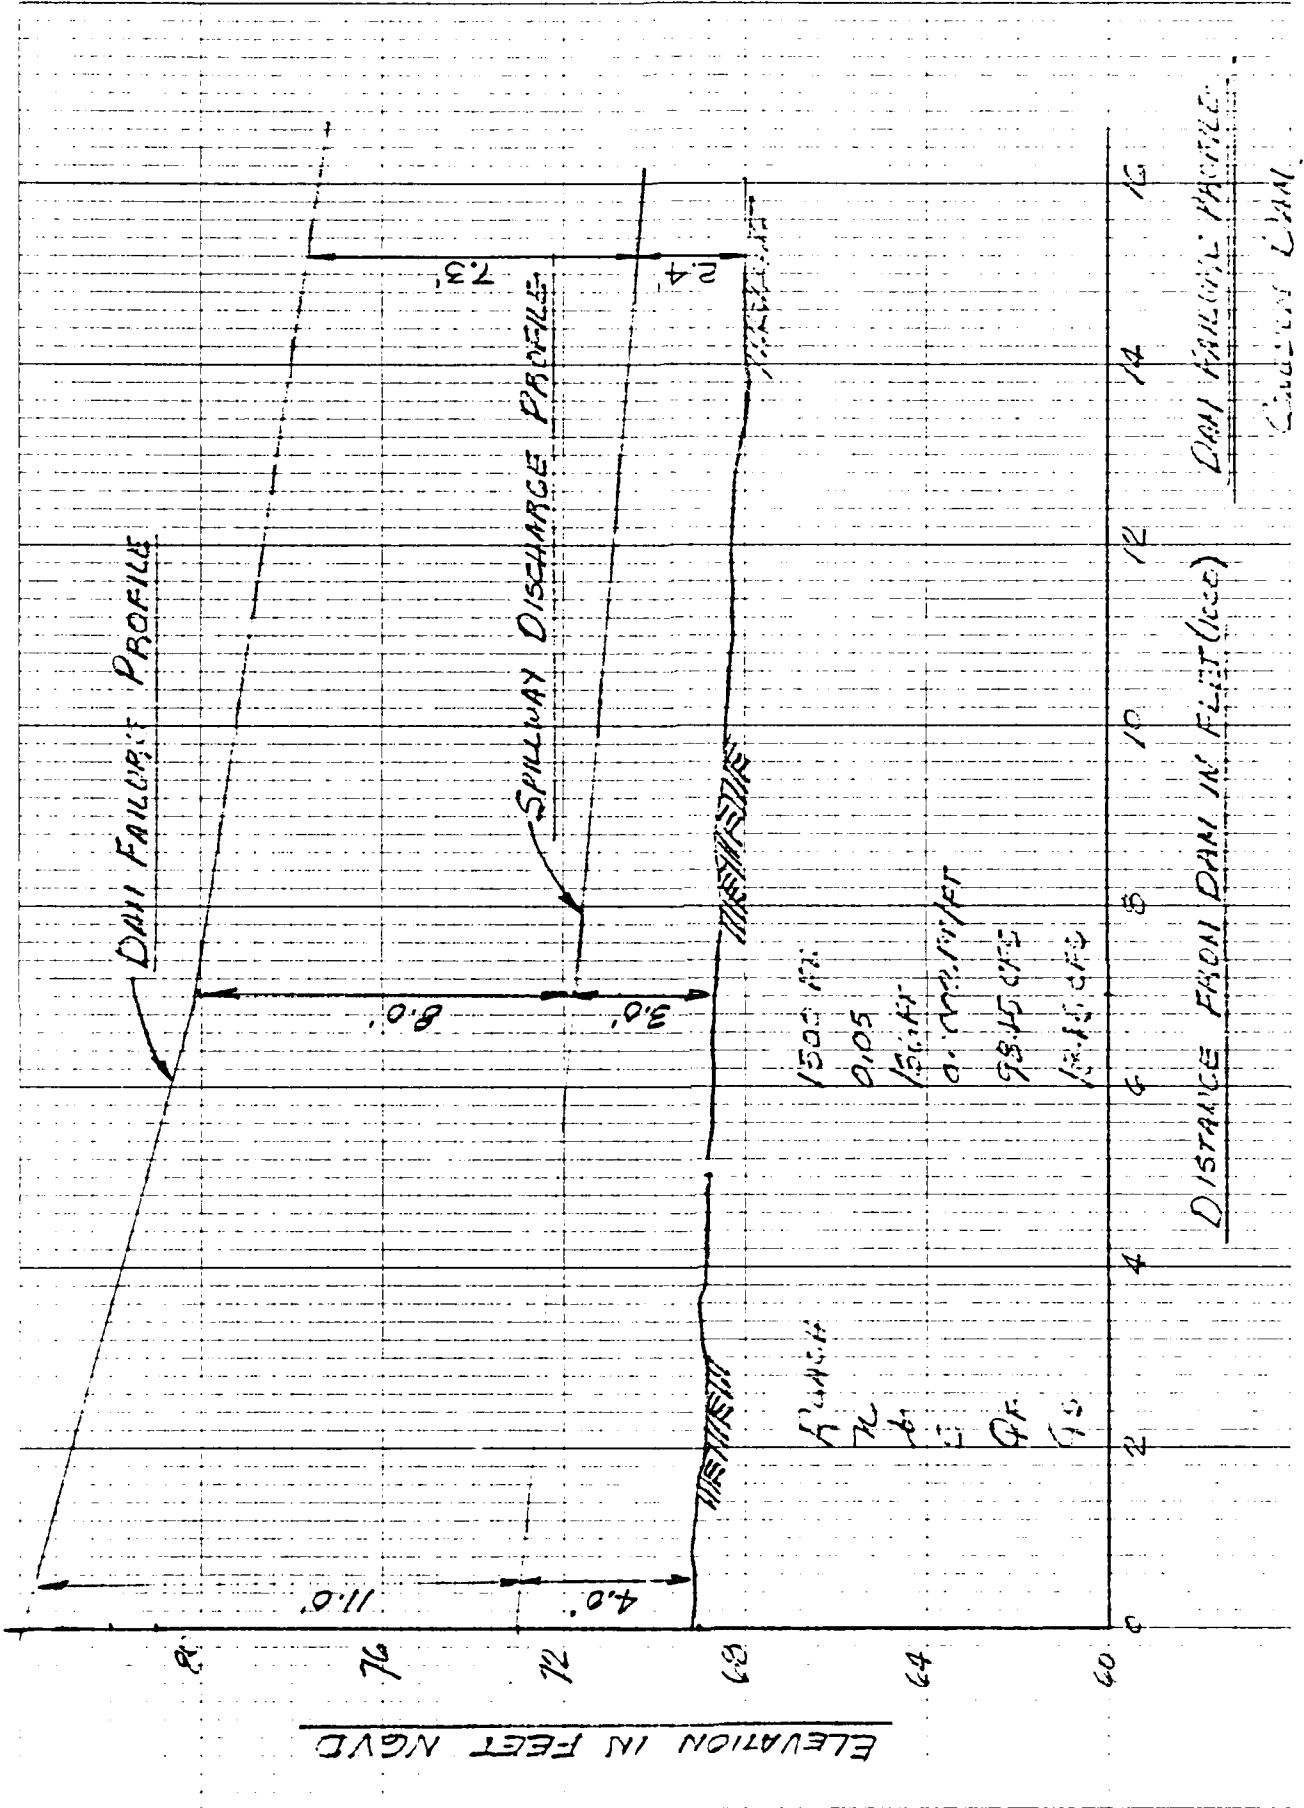 DAM FAILURE PROFILE
SPILLWAY DISCHARGE PROFILE
11.0'
4.0'
8.0'
3.0'
7.3'
2.4'
80
76
72
68
64
60
ELEVATION IN FEET NGVD
n 0.05
b
QF
0 2 4 6 8 10 12 14 16
DISTANCE FROM DAM IN FEET (1000)
DAM FAILURE PROFILE
DAM